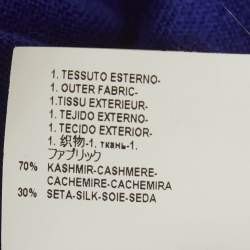 1. TESSUTO ESTERNO-
1. OUTER FABRIC-
1.TISSU EXTERIEUR-
1. TEJIDO EXTERNO-
1. TECIDO EXTERIOR-
1. 织物-1. ткань-1.
ファブリック
70% KASHMIR-CASHMERE-
CACHEMIRE-CACHEMIRA
30% SETA-SILK-SOIE-SEDA